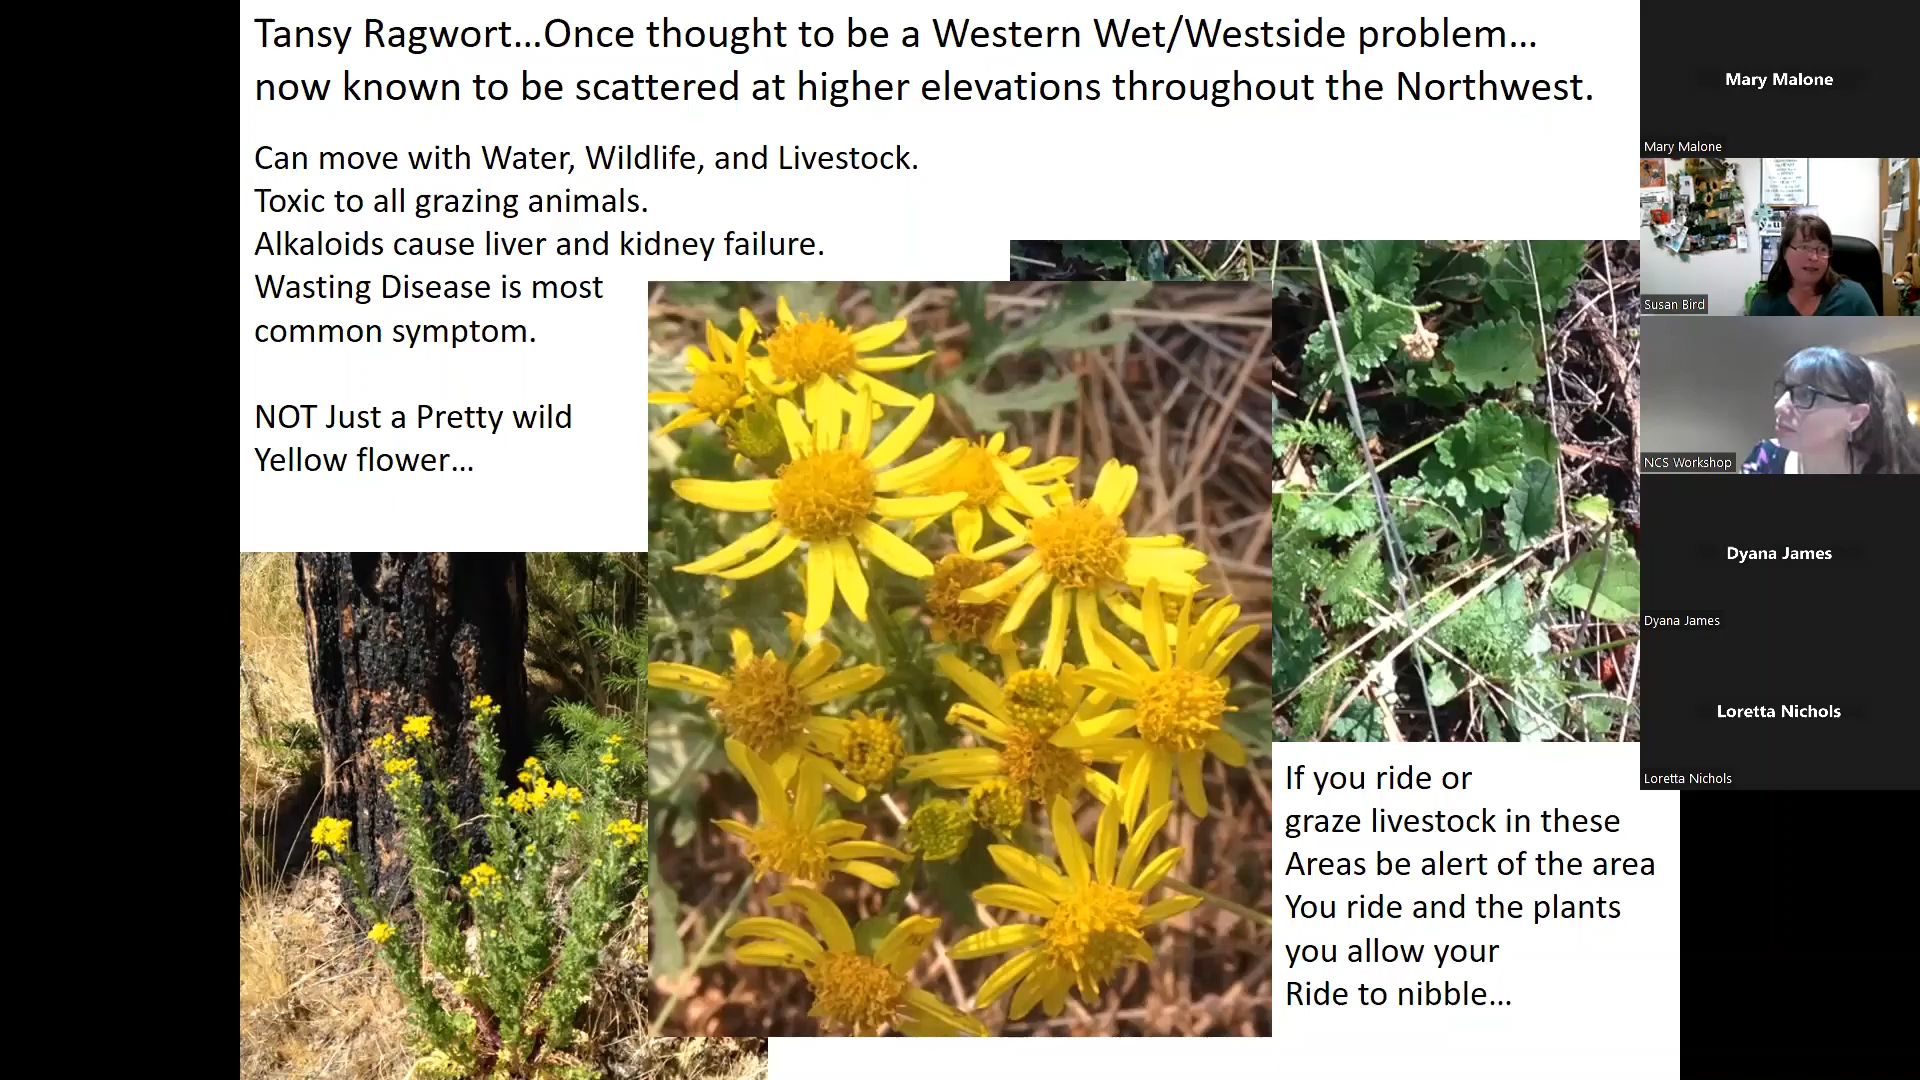 Tansy Ragwort...Once thought to be a Western Wet/Westside problem...
now known to be scattered at higher elevations throughout the Northwest.
Can move with Water, Wildlife, and Livestock.
Toxic to all grazing animals.
Alkaloids cause liver and kidney failure.
Wasting Disease is most
common symptom.
NOT Just a Pretty wild
Yellow flower...
If you ride or
graze livestock in these
Areas be alert of the area
You ride and the plants
you allow your
Ride to nibble...
Mary Malone
Mary Malone
Susan Bird
NCS Workshop
Dyana James
Dyana James
Loretta Nichols
Loretta Nichols